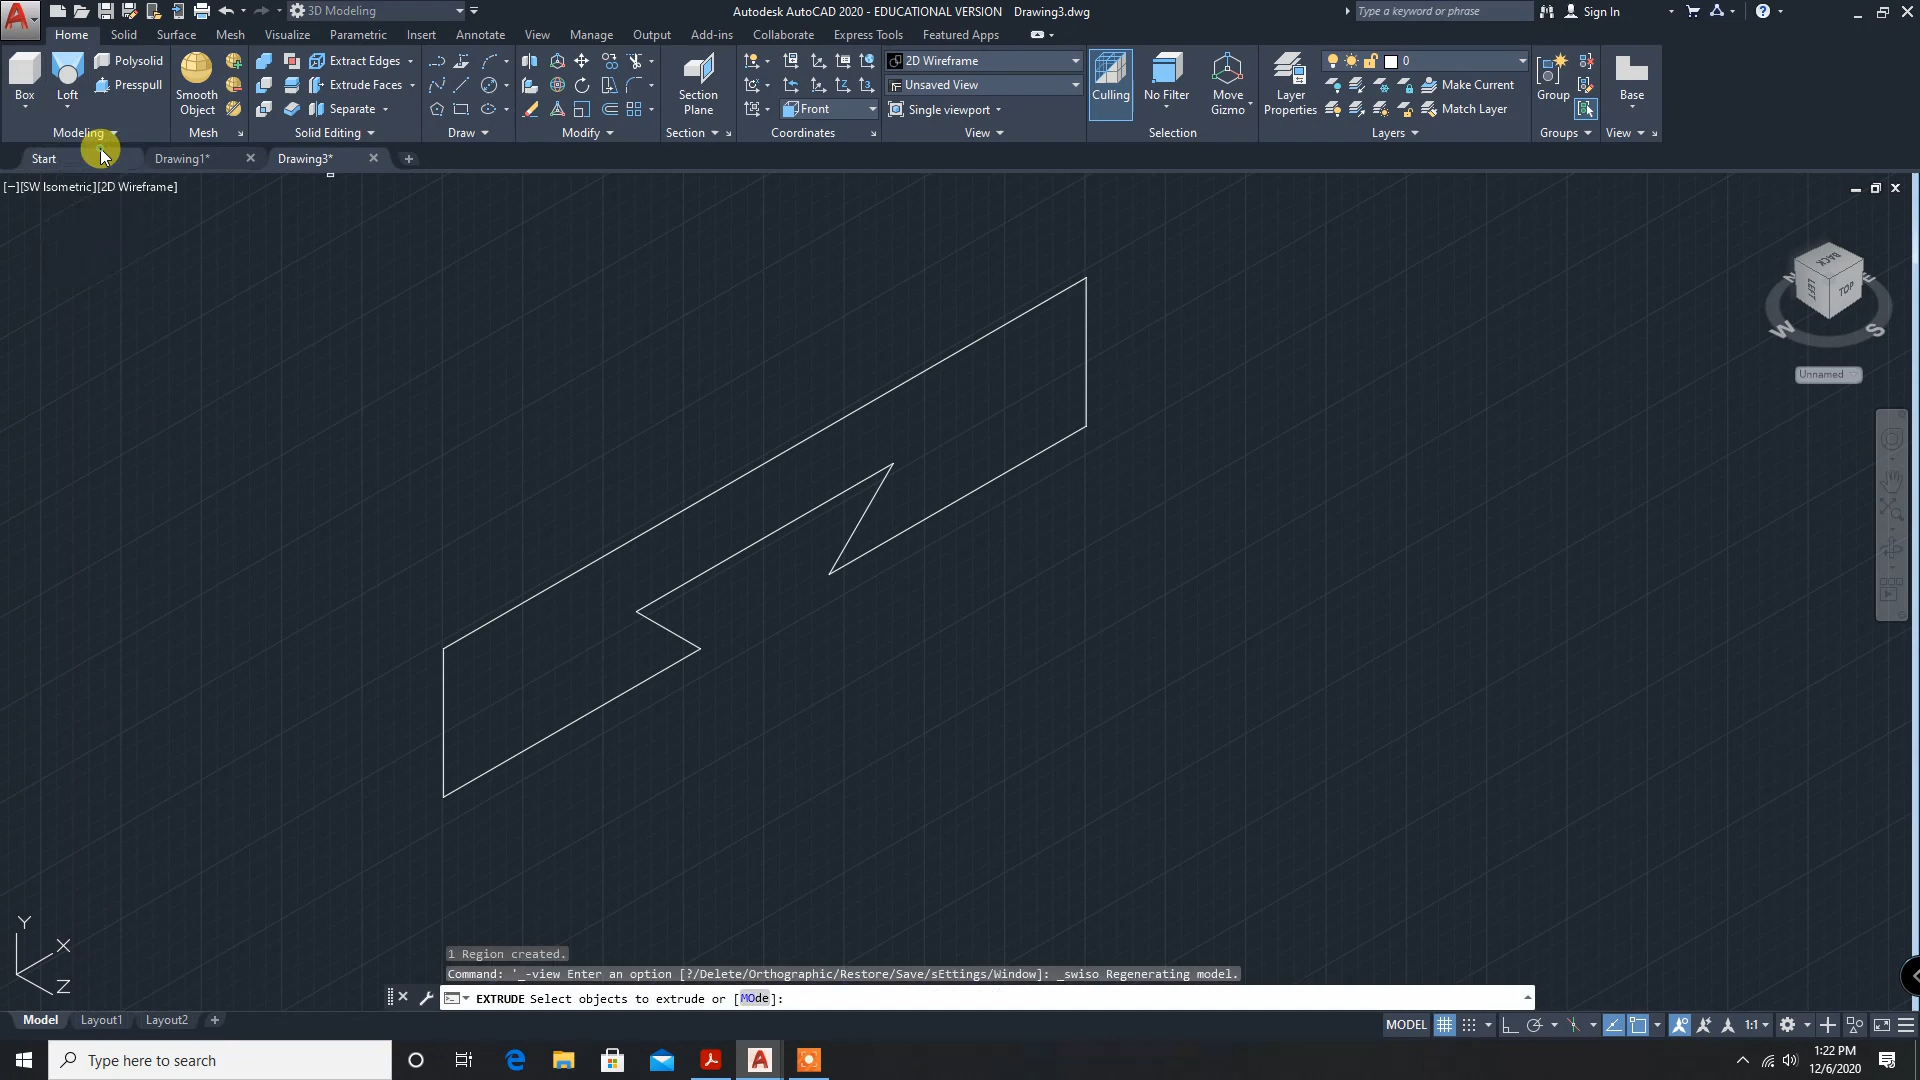 3D Modeling
Autodesk AutoCAD 2020 - EDUCATIONAL VERSION Drawing3.dwg
Type a keyword or phrase
Sign In
Home Solid Surface Mesh Visualize Parametric Insert Annotate View Manage Output Add-ins Collaborate Express Tools Featured Apps
Box
Loft
Polysolid
Presspull
Modeling
Smooth
Object
Mesh
Extract Edges
Extrude Faces
Separate
Solid Editing
Draw
Modify
Section
Plane
Section
Front
Coordinates
2D Wireframe
Unsaved View
Single viewport
View
Culling
No Filter
Move
Gizmo
Selection
Layer
Properties
0
Make Current
Match Layer
Layers
Group
Groups
Base
View
Start
Drawing1*
Drawing3*
[−][SW Isometric][2D Wireframe]
BACK
LEFT
TOP
N
E
W
S
Unnamed
Y
X
Z
1 Region created.
Command: '_-view Enter an option [?/Delete/Orthographic/Restore/Save/sEttings/Window]: _swiso Regenerating model.
EXTRUDE Select objects to extrude or [MOde]:
Model Layout1 Layout2 +
MODEL
1:1
Type here to search
1:22 PM
12/6/2020